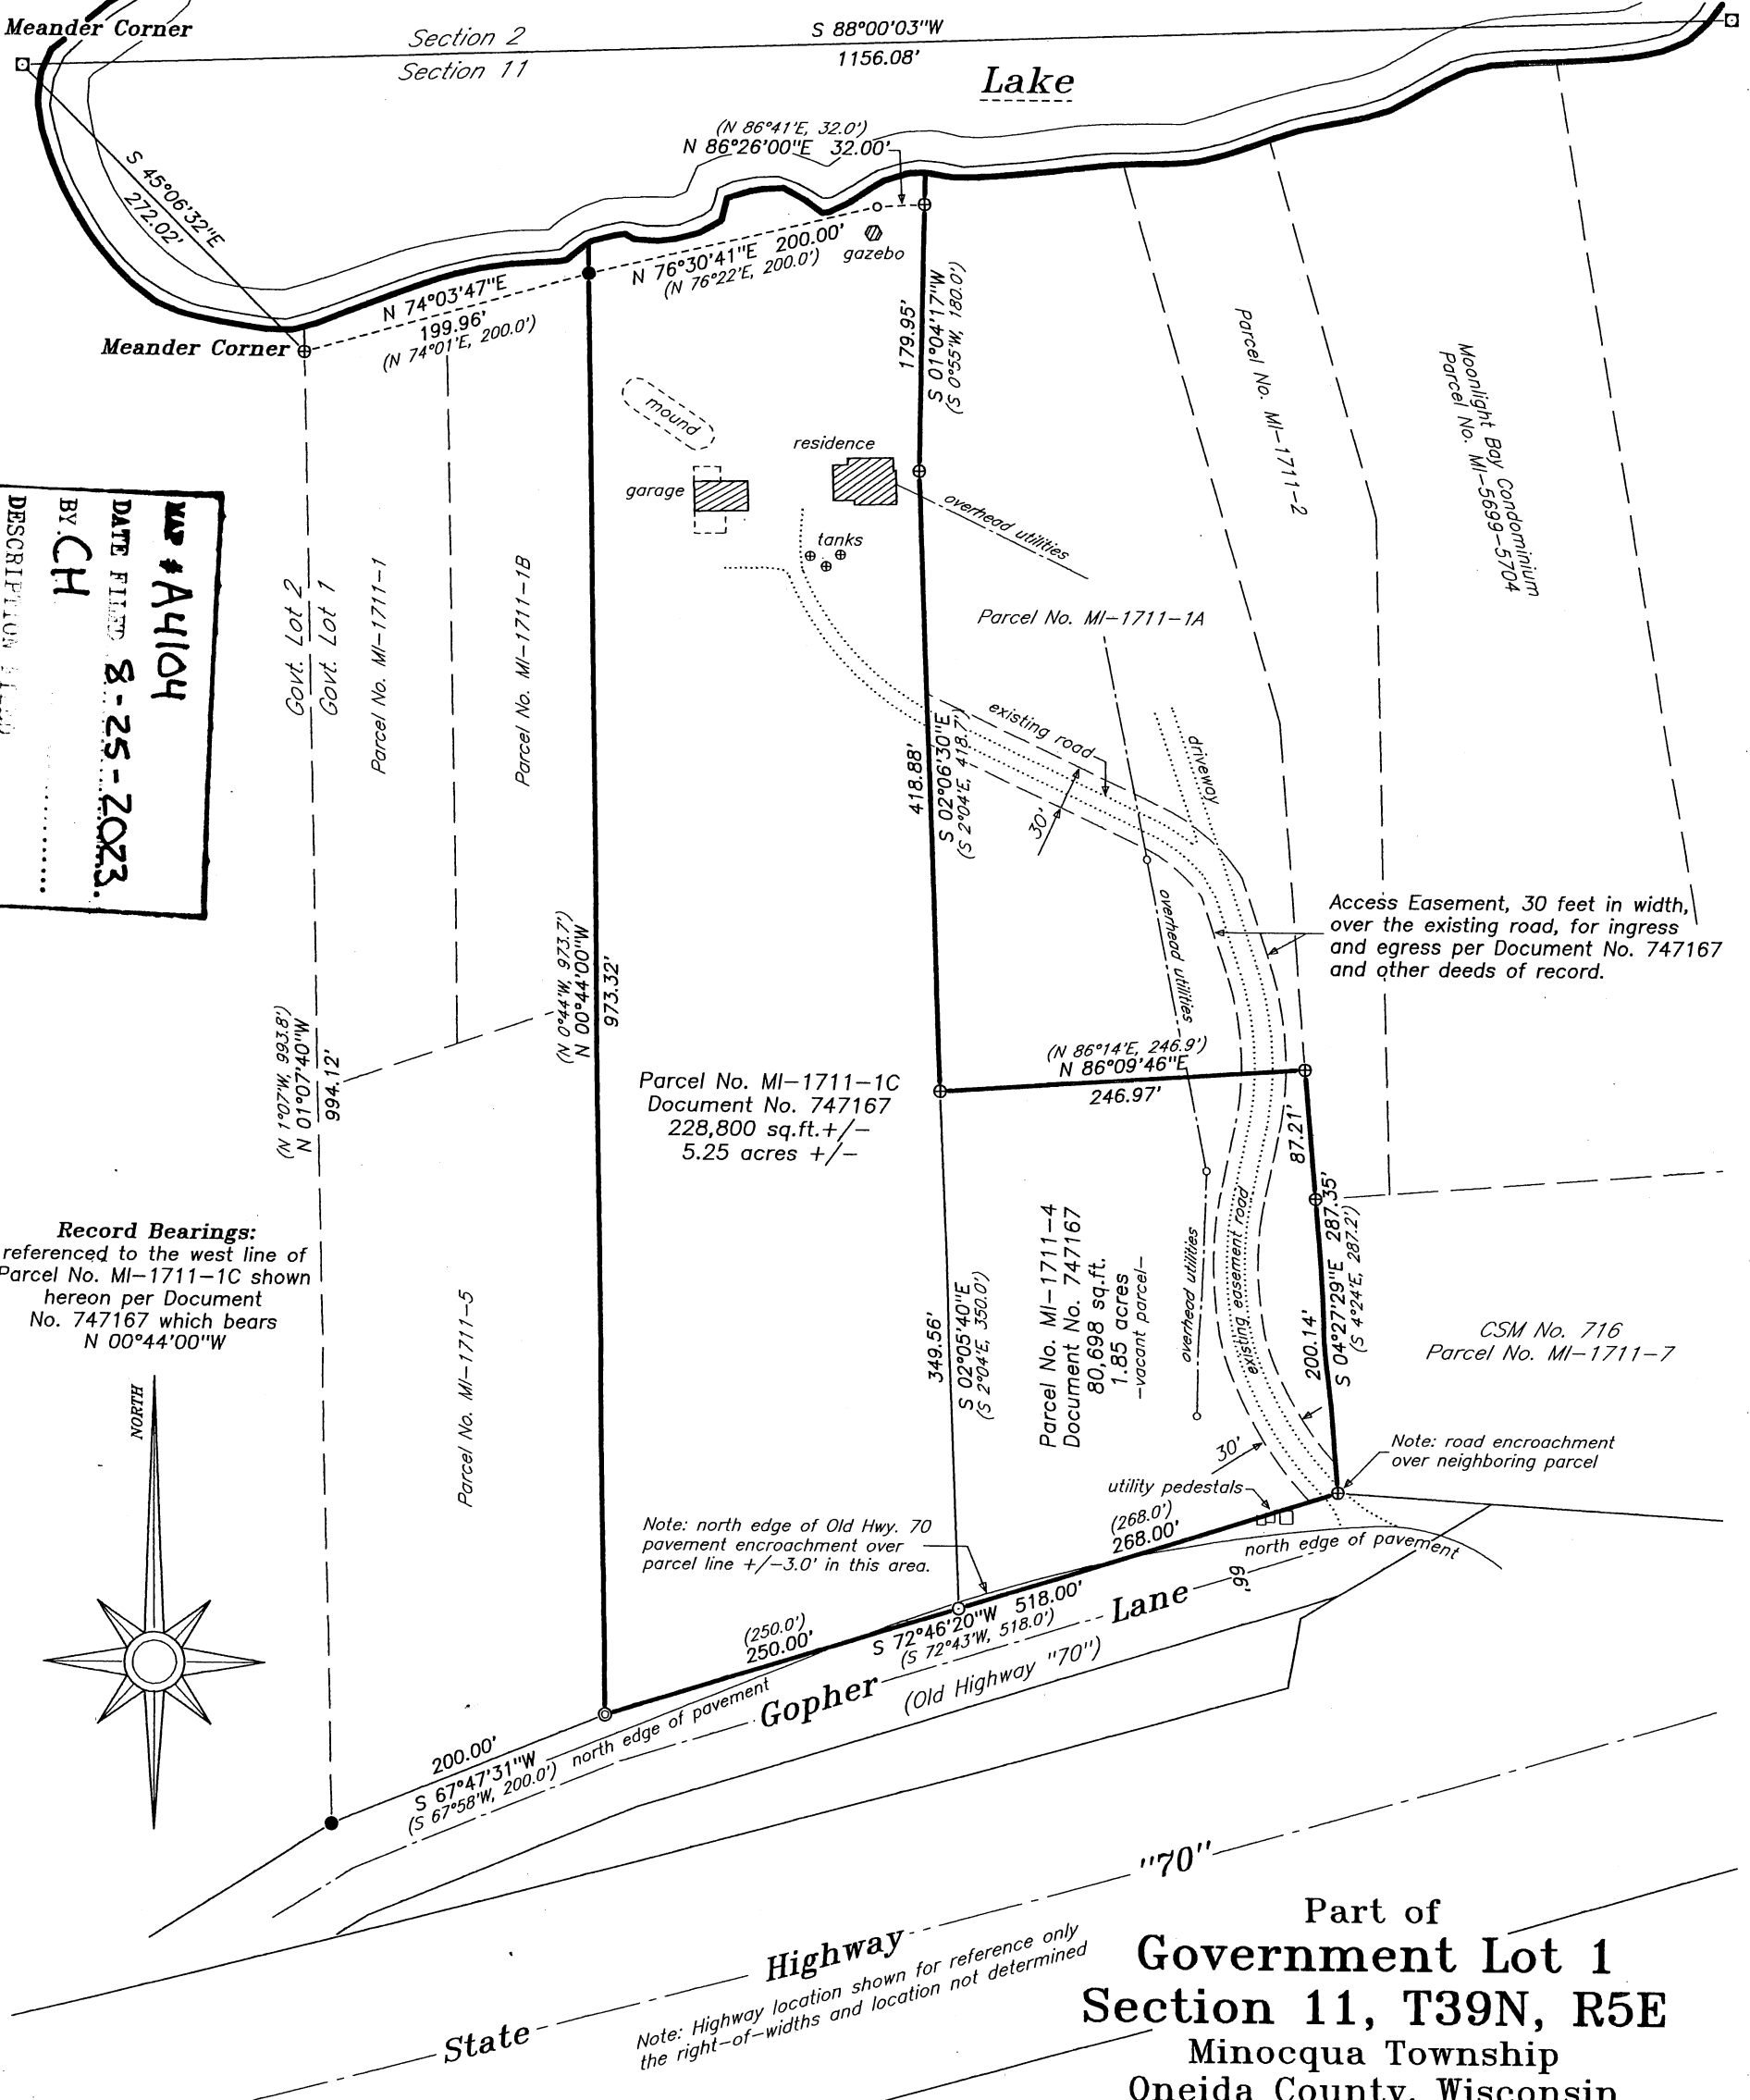 Meander Corner
Section 2
Section 11
S 88°00'03"W
1156.08'
Lake
(N 86°41'E, 32.0')
N 86°26'00"E 32.00'
S 45°06'32"E
272.02'
N 76°30'41"E 200.00'
(N 76°22'E, 200.0')
gazebo
N 74°03'47"E
199.96'
(N 74°01'E, 200.0')
Meander Corner
179.95'
S 01°04'17"W
(S 0°55'W, 180.0')
Parcel No. MI-1711-2
Moonlight Bay Condominium
Parcel No. MI-5699-5704
mound
residence
garage
overhead utilities
tanks
MAP # A4104
DATE FILED 8-25-2023
BY CH
DESCRIPTION
Govt. Lot 2
Govt. Lot 1
Parcel No. MI-1711-1
Parcel No. MI-1711-1B
Parcel No. MI-1711-1A
existing road
driveway
418.88'
S 02°06'30"E
(S 2°04'E, 418.7')
30'
overhead utilities
Access Easement, 30 feet in width,
over the existing road, for ingress
and egress per Document No. 747167
and other deeds of record.
(N 0°44'W, 973.7')
N 00°44'00"W
973.32'
(N 1°07'W, 993.8')
N 01°07'40"W
994.12'
(N 86°14'E, 246.9')
N 86°09'46"E
246.97'
Parcel No. MI-1711-1C
Document No. 747167
228,800 sq.ft.+/-
5.25 acres +/-
87.21'
S 04°27'29"E 287.35'
(S 4°24'E, 287.2')
200.14'
Record Bearings:
referenced to the west line of
Parcel No. MI-1711-1C shown
hereon per Document
No. 747167 which bears
N 00°44'00"W
Parcel No. MI-1711-5
349.56'
S 02°05'40"E
(S 2°04'E, 350.0')
Parcel No. MI-1711-4
Document No. 747167
80,698 sq.ft.
1.85 acres
-vacant parcel-
overhead utilities
existing easement road
CSM No. 716
Parcel No. MI-1711-7
NORTH
30'
Note: road encroachment
over neighboring parcel
utility pedestals
(268.0')
268.00'
Note: north edge of Old Hwy. 70
pavement encroachment over
parcel line +/-3.0' in this area.
north edge of pavement
66'
(250.0')
250.00'
S 72°46'20"W 518.00'
(S 72°43'W, 518.0')
Gopher Lane
(Old Highway "70")
north edge of pavement
200.00'
S 67°47'31"W
(S 67°58'W, 200.0')
State Highway "70"
Note: Highway location shown for reference only
the right-of-widths and location not determined
Part of
Government Lot 1
Section 11, T39N, R5E
Minocqua Township
Oneida County, Wisconsin